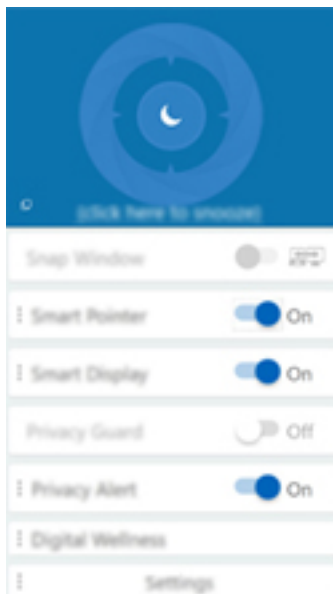 (click here to snooze)
Snap Window
Smart Pointer On
Smart Display On
Privacy Guard Off
Privacy Alert On
Digital Wellness
Settings